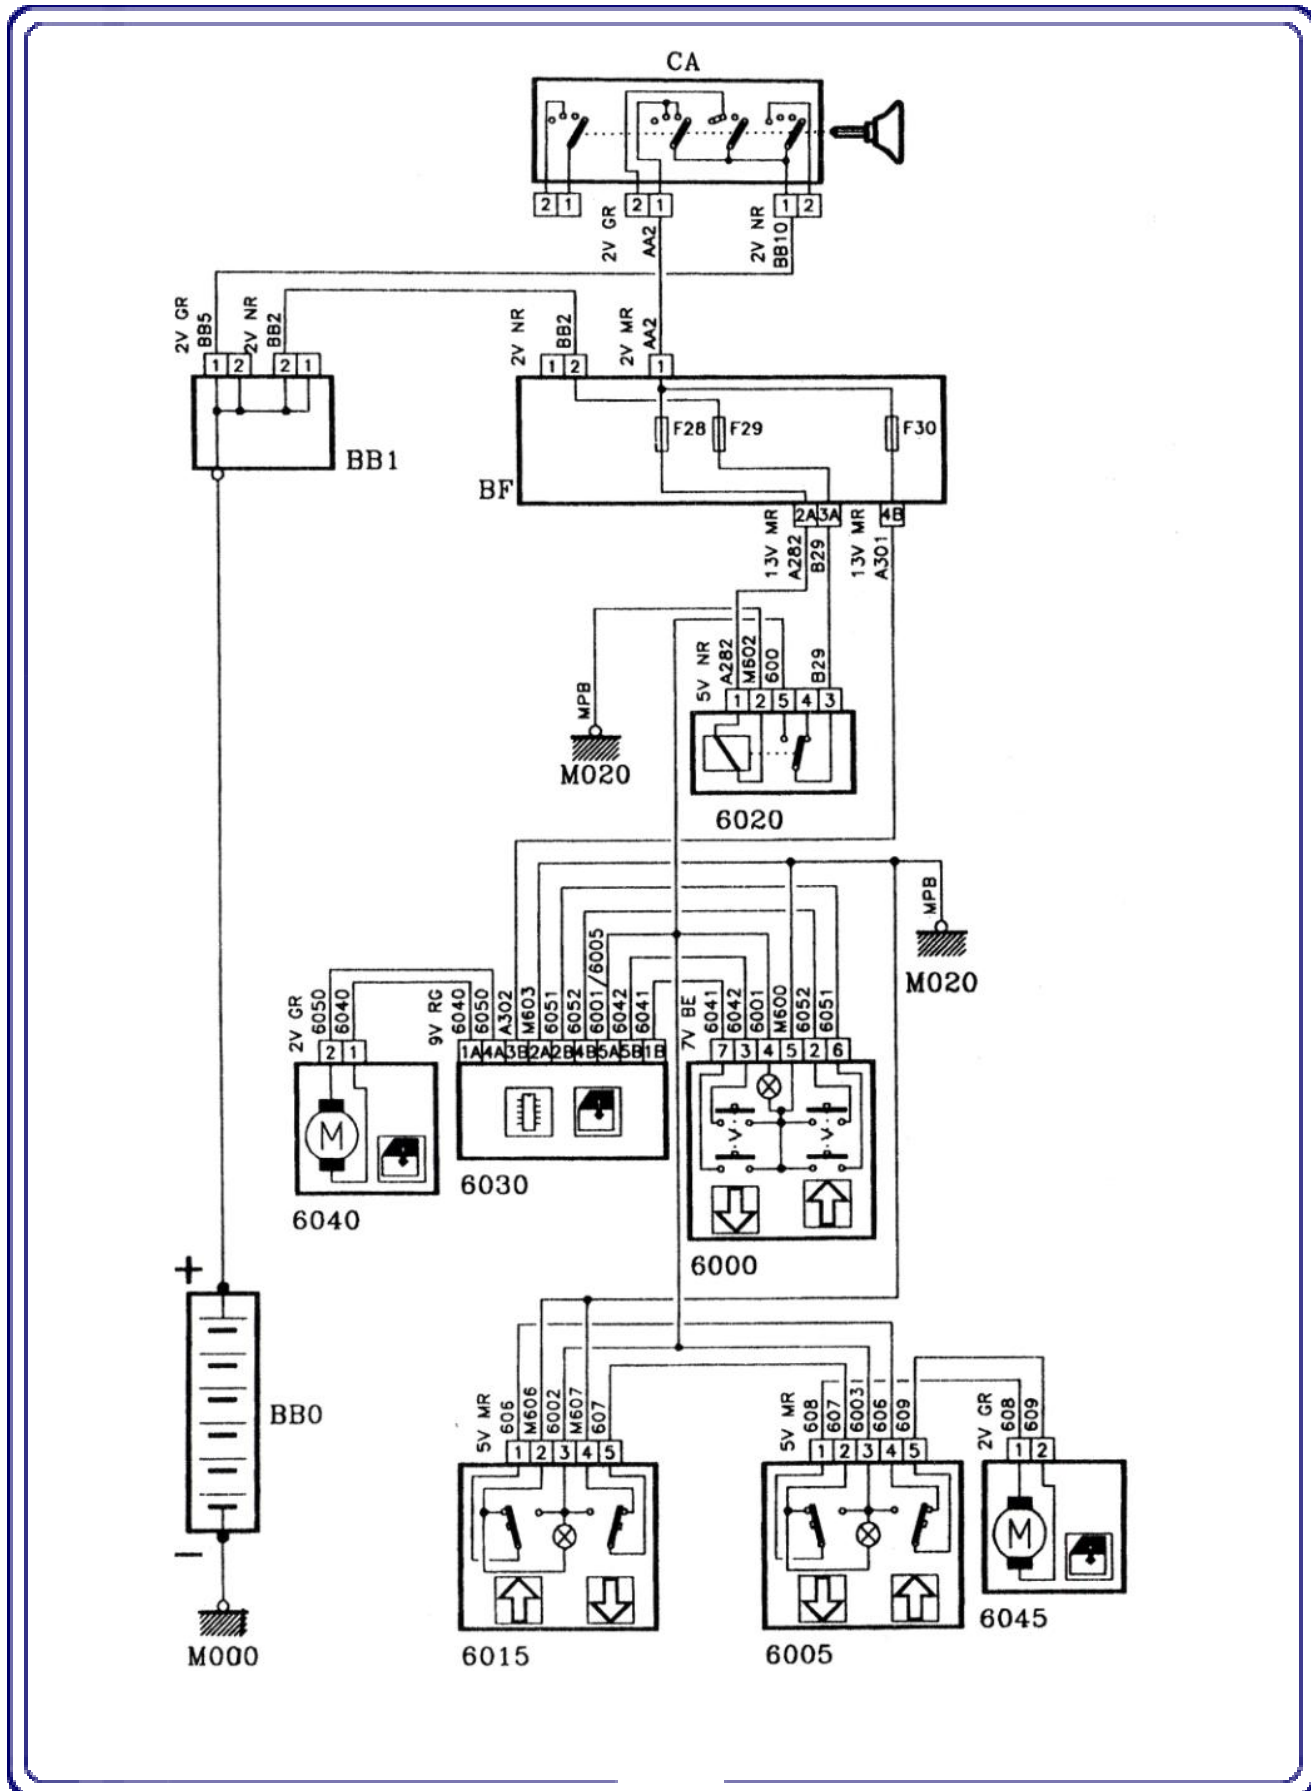 CA
2 1
2 1
1 2
2V GR
AA2
2V NR
BB10
2V GR
BB5
2V NR
BB2
2V NR
BB2
2V MR
AA2
1 2
2 1
1 2
1
F28
F29
F30
BB1
BF
2A 3A
4B
13V MR
A282
B29
13V MR
A301
5V NR
A282
M602
600
B29
1 2 5 4 3
MPB
M020
6020
MPB
M020
2V GR
6050
6040
9V RG
6040
6050
A302
M603
6051
6052
6001/6005
6042
6041
7V BE
6041
6042
6001
M600
6052
6051
2 1
1A 4A 3B 2A 2B 4B 5A 5B 1B
7 3 4 5 2 6
M
V
V
6030
6040
6000
+
BB0
5V MR
606
M606
6002
M607
607
5V MR
608
607
6003
606
609
2V GR
608
609
1 2 3 4 5
1 2 3 4 5
1 2
M
−
6045
M000
6015
6005